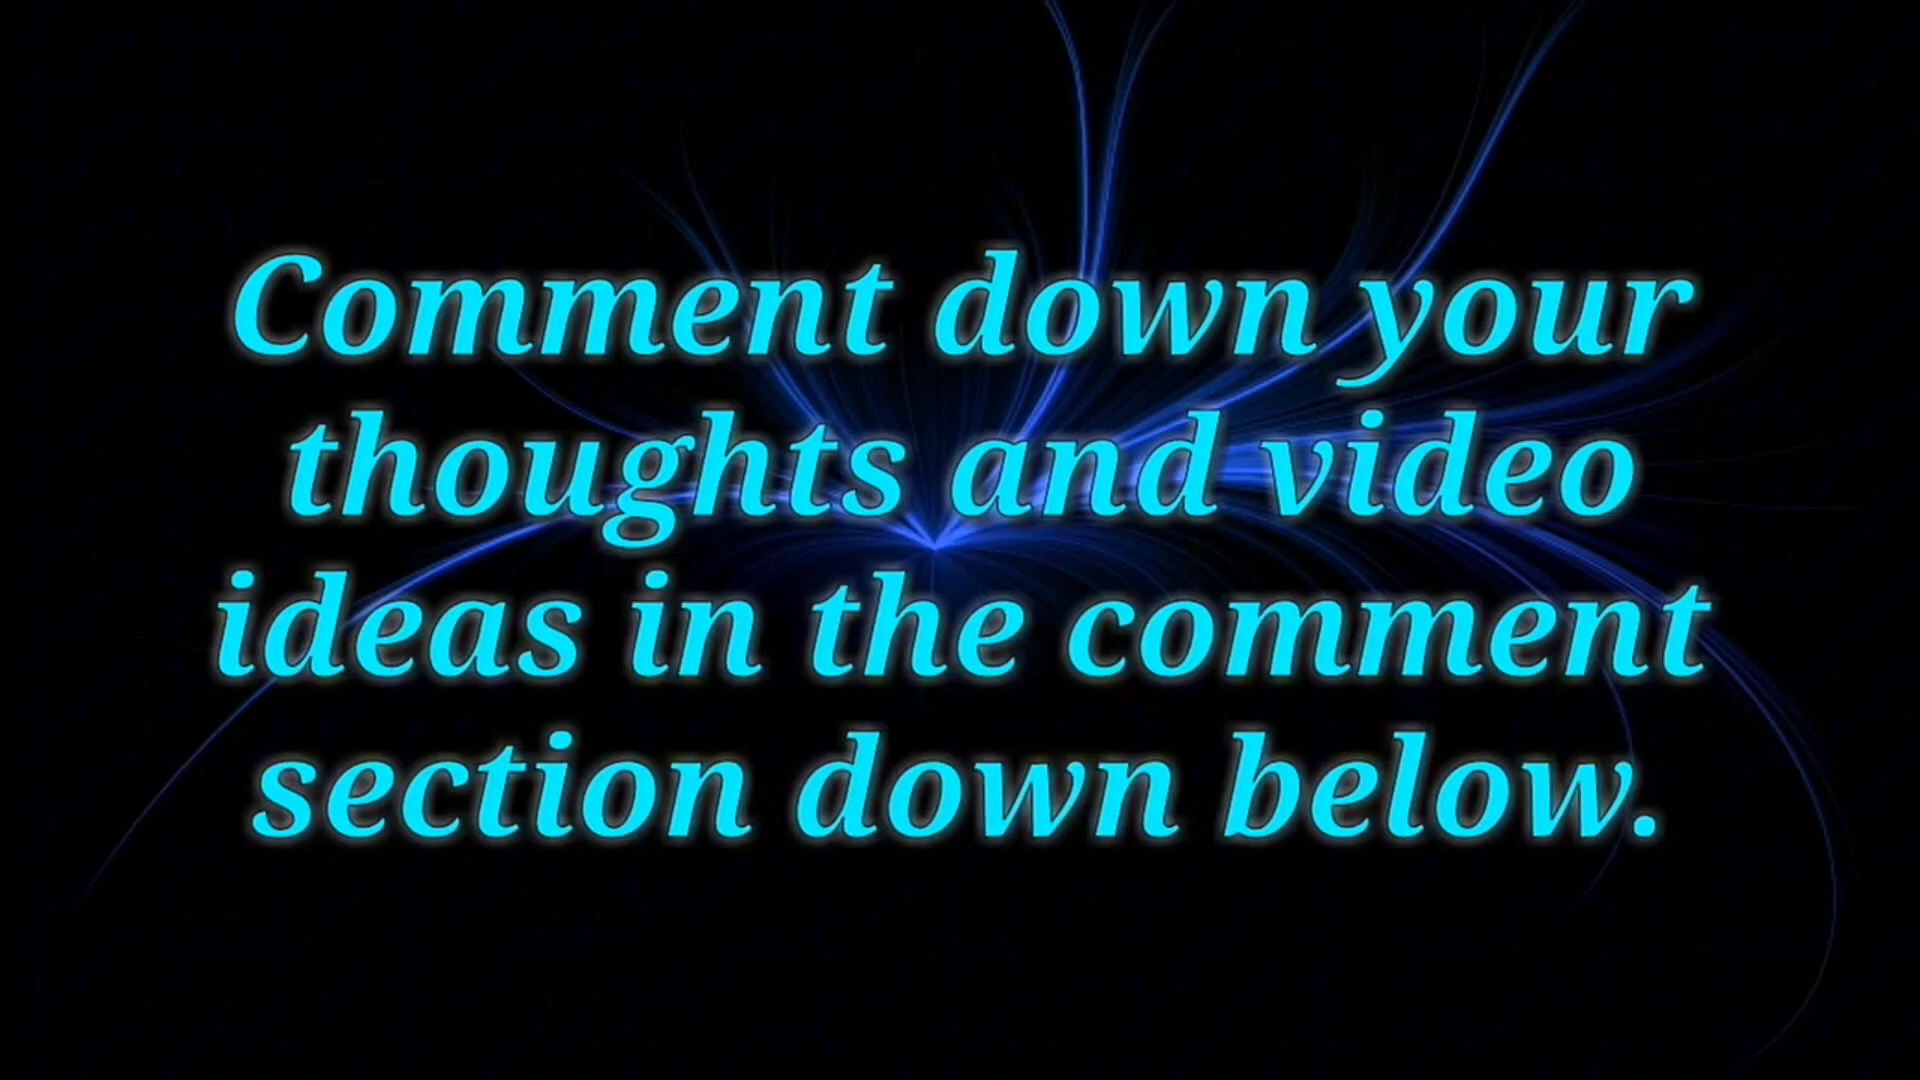 Comment down your
thoughts and video
ideas in the comment
section down below.